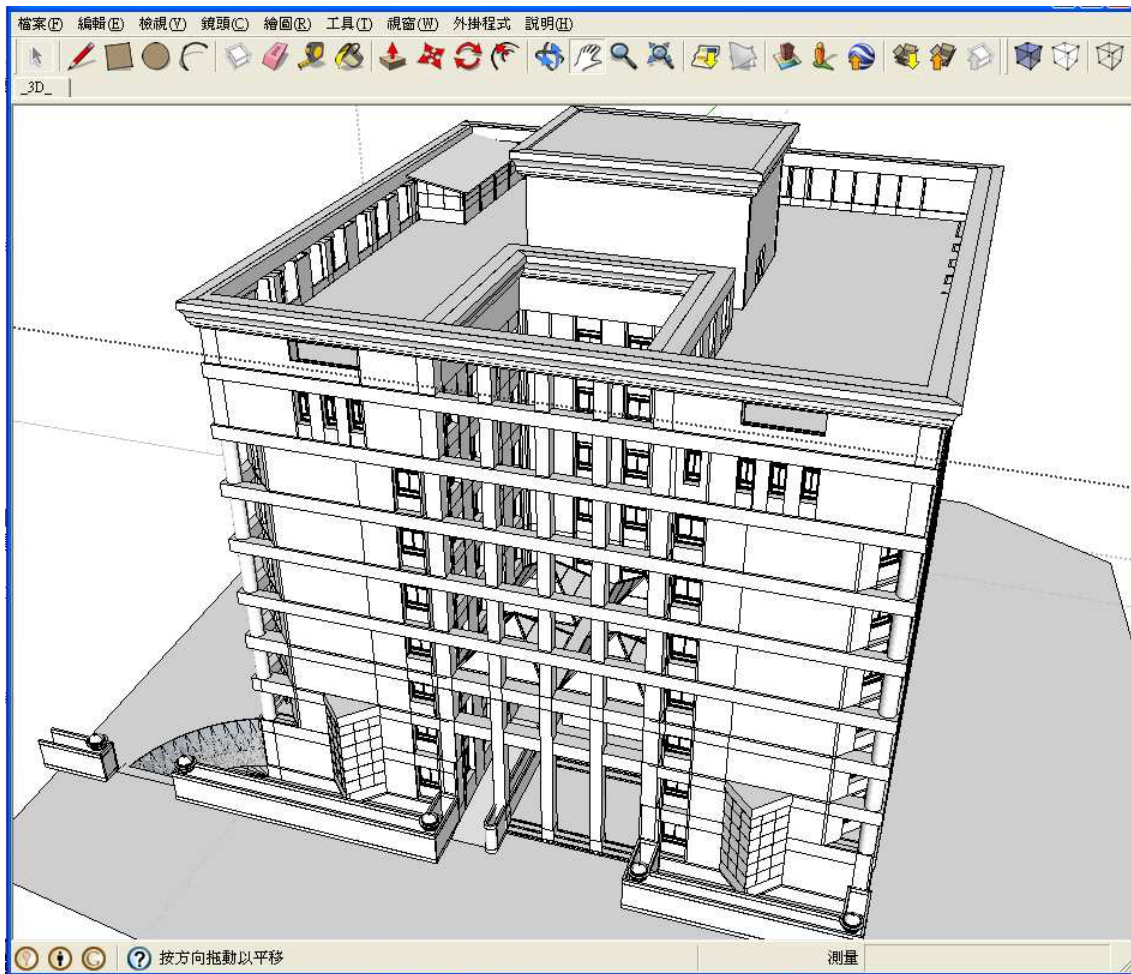 檔案(F) 編輯(E) 檢視(V) 鏡頭(C) 繪圖(R) 工具(T) 視窗(W) 外掛程式 說明(H)
_3D_
按方向拖動以平移 測量